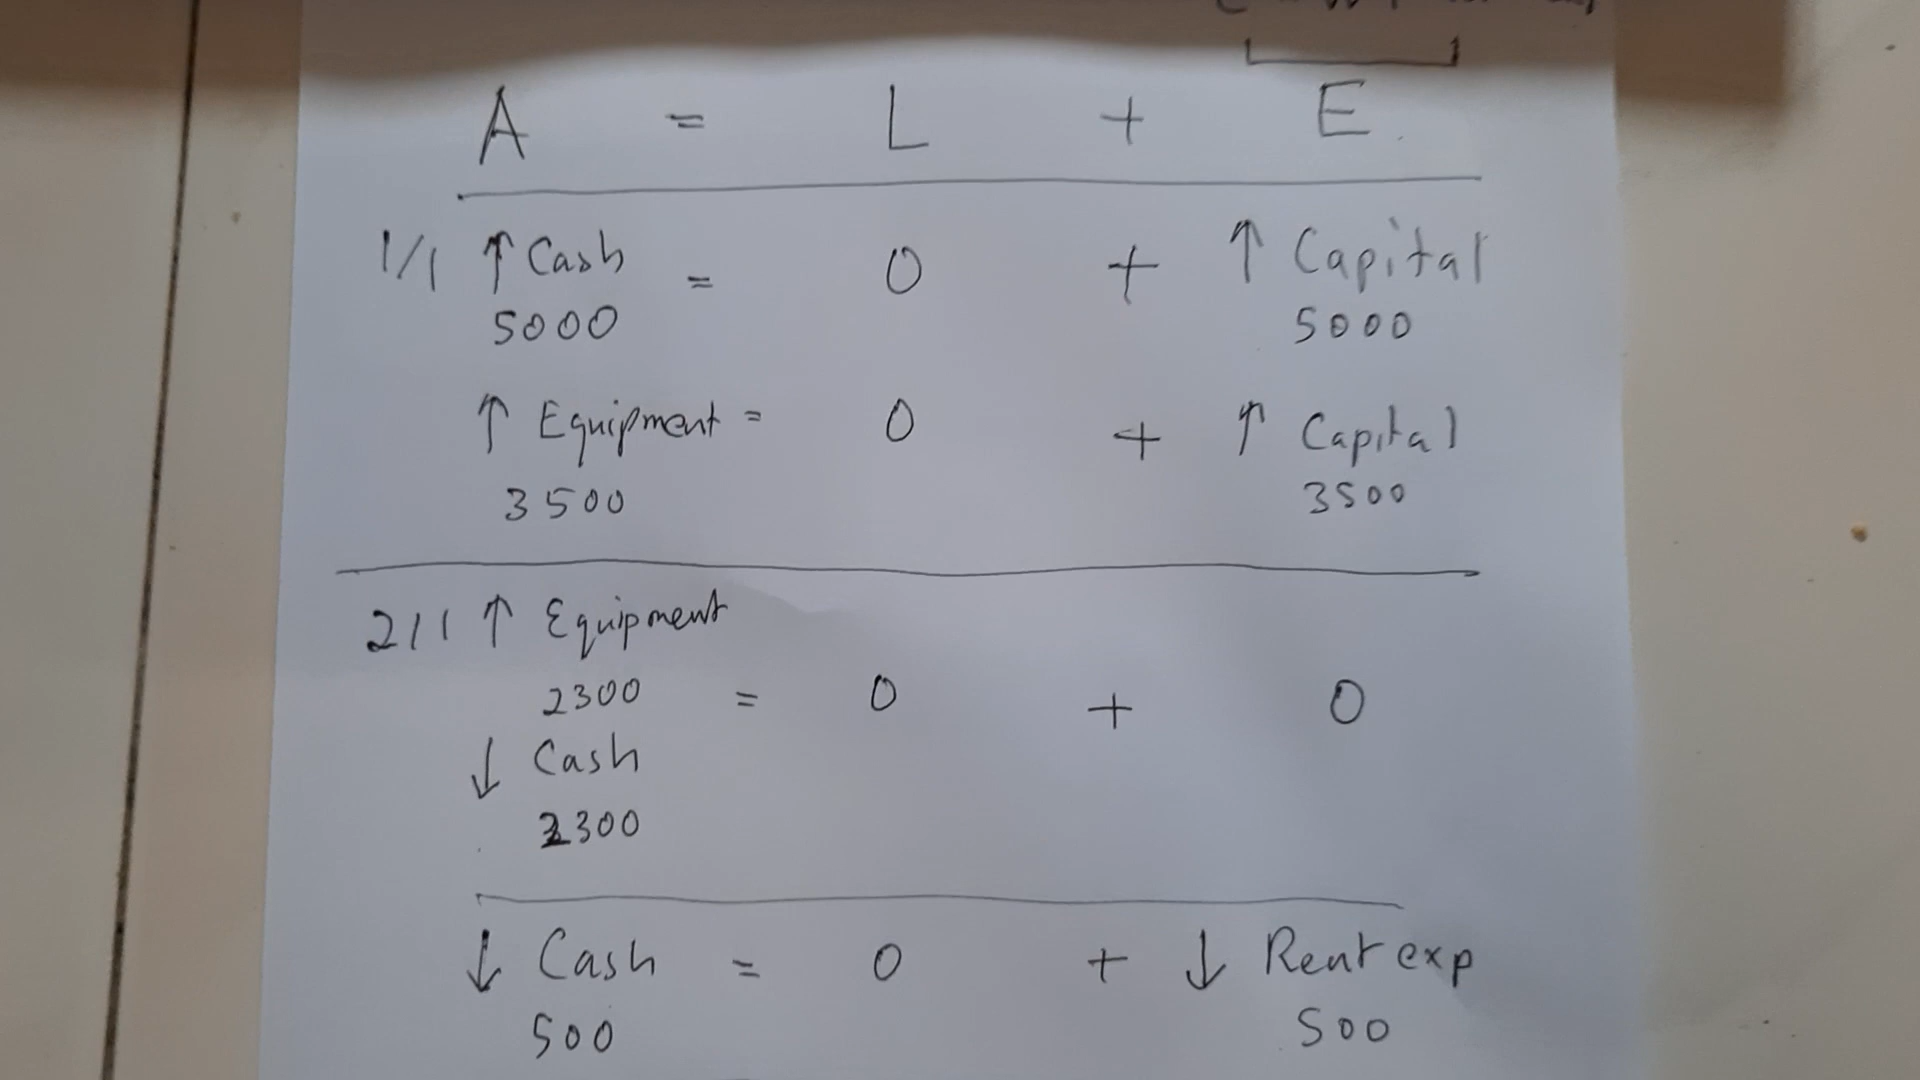 A = L + E
1/1 ↑ Cash = 0 + ↑ Capital
5000 5000
↑ Equipment = 0 + ↑ Capital
3500 3500
2/1 ↑ Equipment
2300 = 0 + 0
↓ Cash
2300
↓ Cash = 0 + ↓ Rent exp
500 500